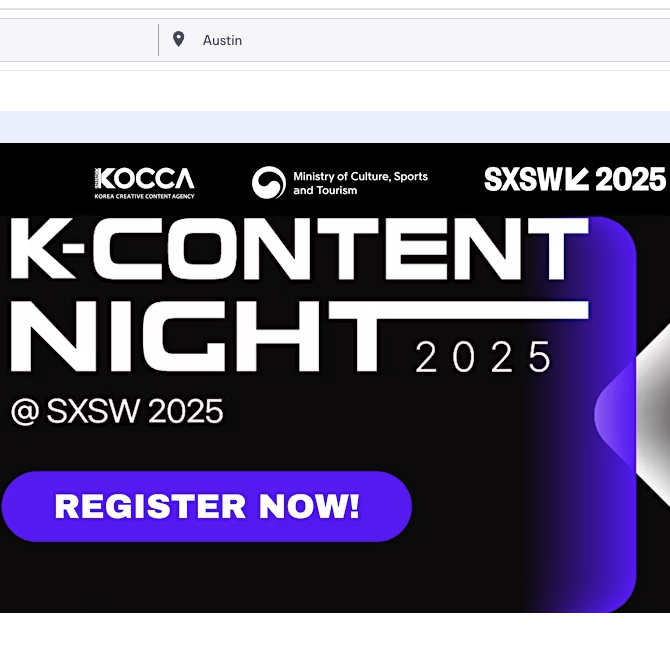 Austin
KOCCA
KOREA CREATIVE CONTENT AGENCY
Ministry of Culture, Sports
and Tourism
SXSW 2025
K-CONTENT
NIGHT 2025
@ SXSW 2025
REGISTER NOW!